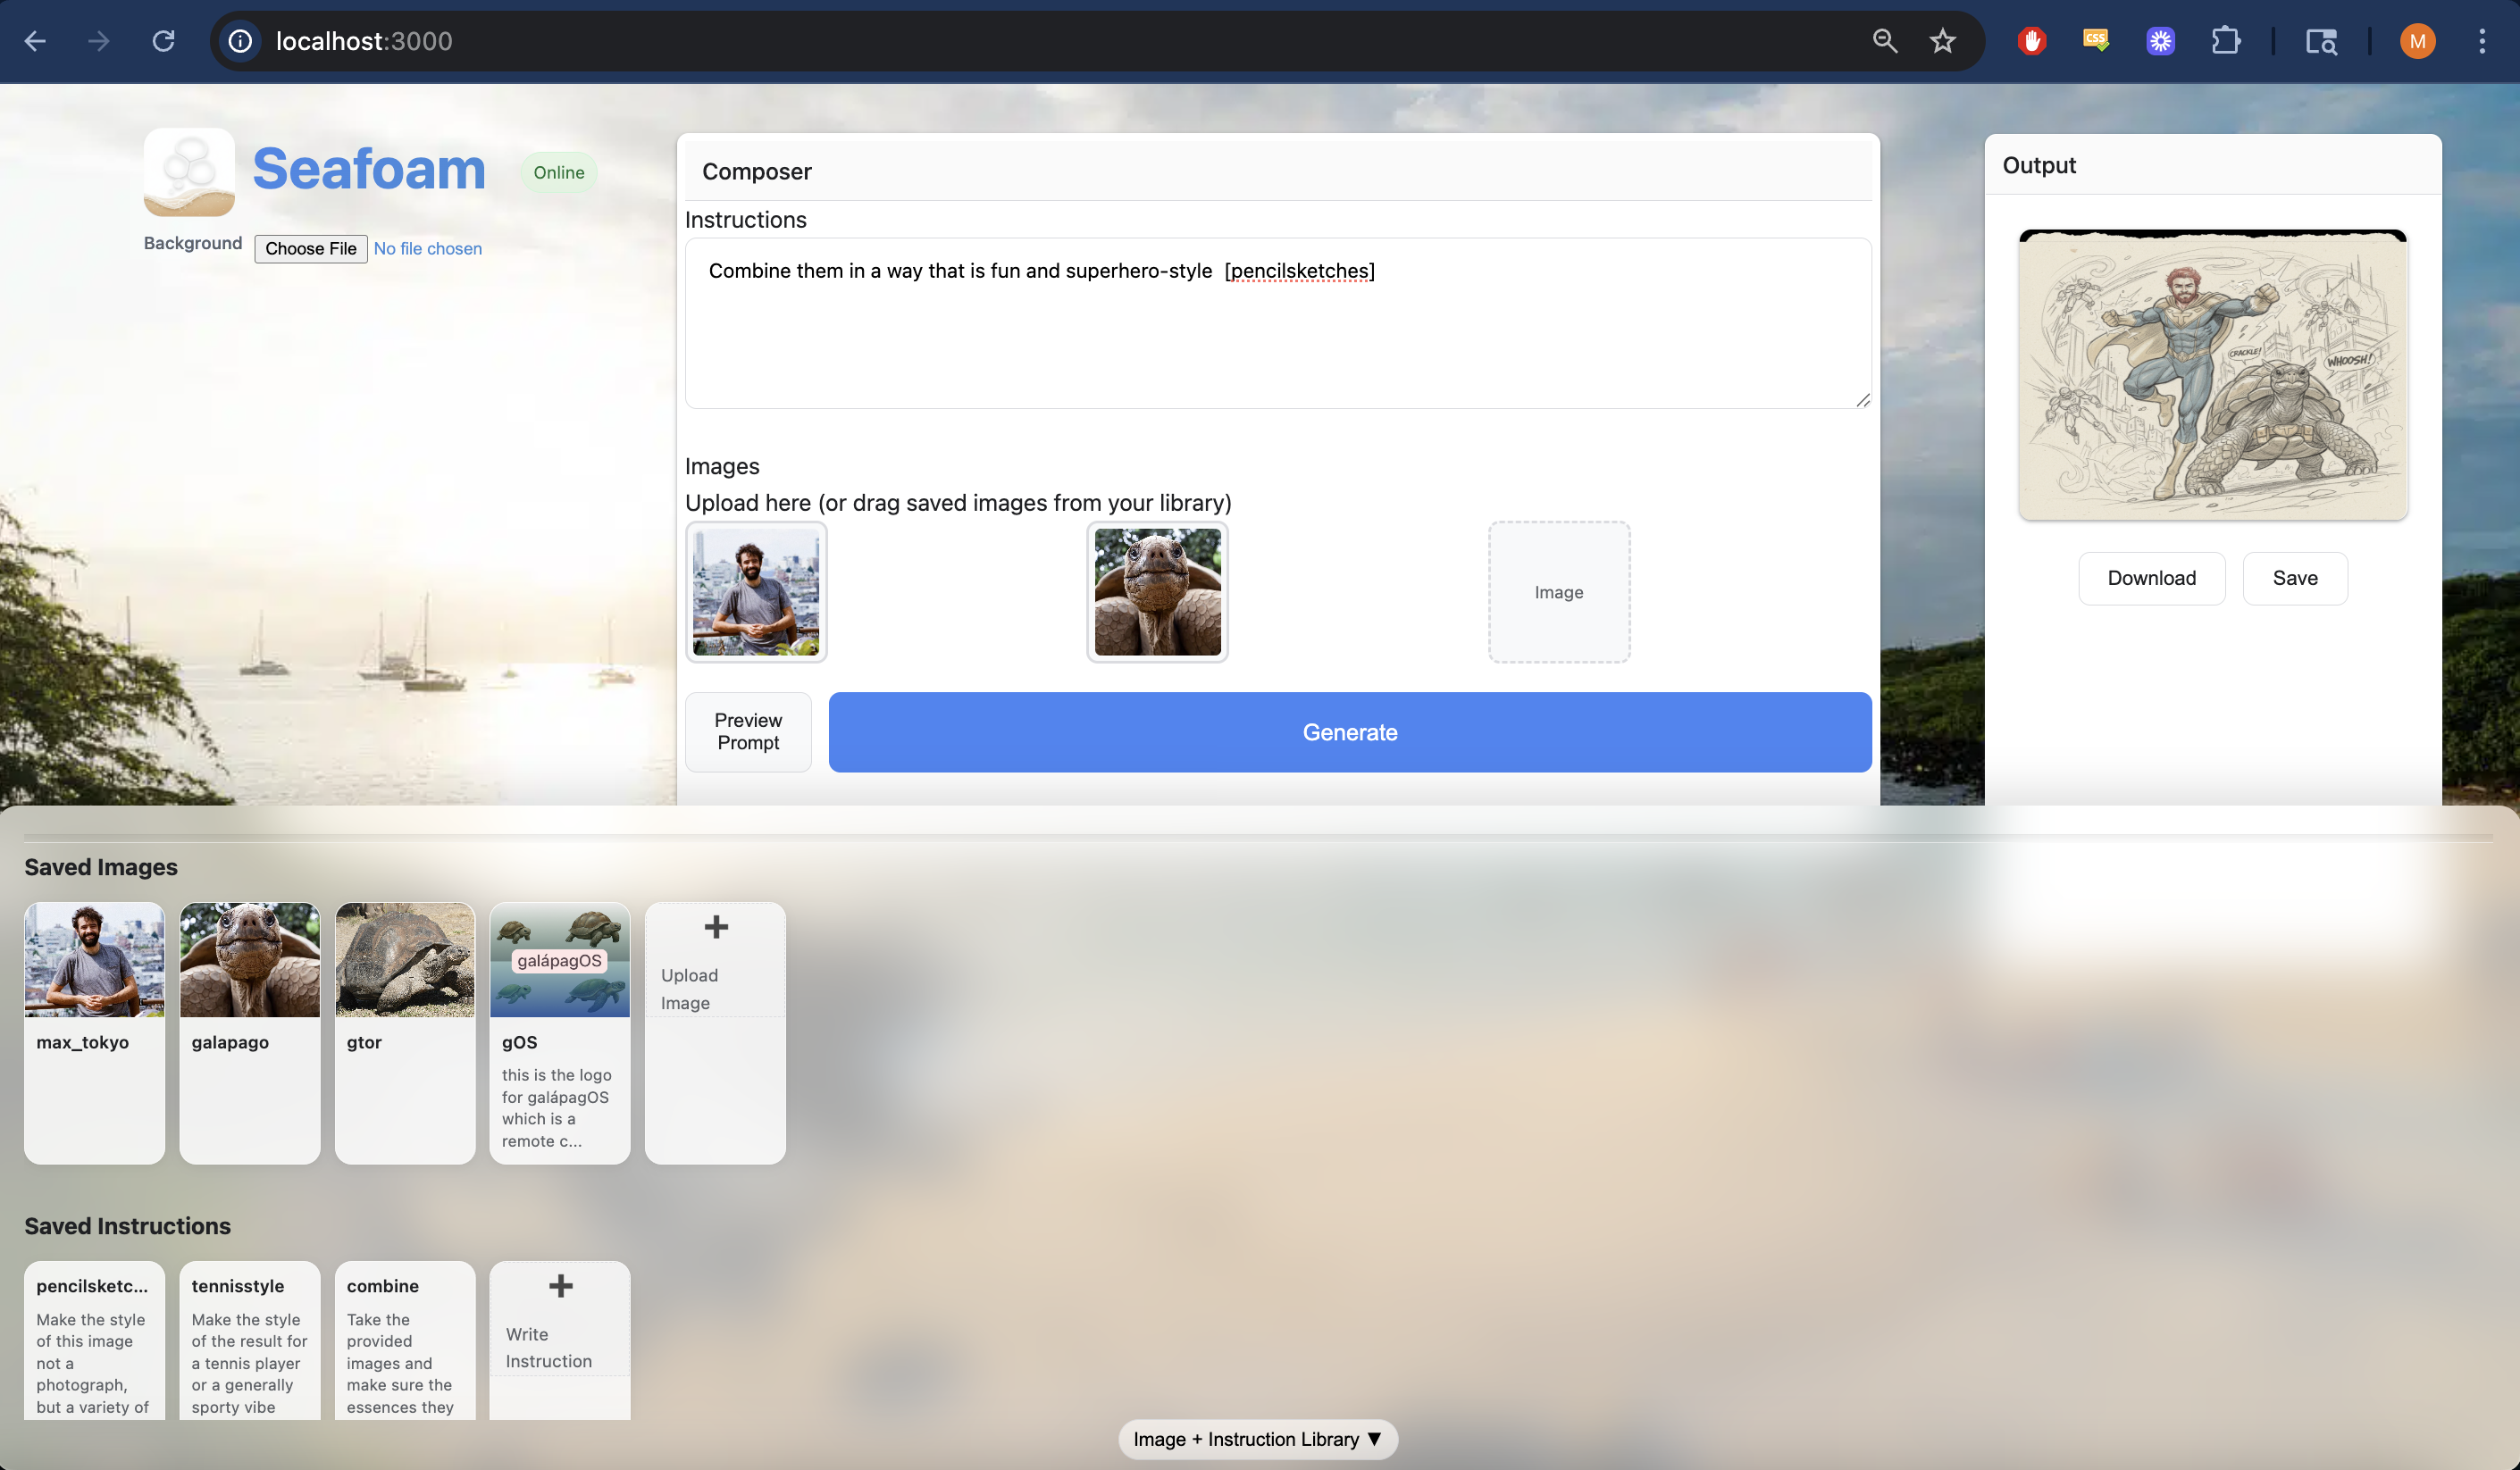 localhost:3000
CSS
M
Seafoam
Online
Background
Choose File No file chosen
Composer
Instructions
Combine them in a way that is fun and superhero-style [pencilsketches]
Images
Upload here (or drag saved images from your library)
Image
Preview
Prompt
Generate
Output
CRACKLE!
WHOOSH!
Download
Save
Saved Images
max_tokyo
galapago
gtor
galápagOS
gOS
this is the logo
for galápagOS
which is a
remote c...
Upload
Image
Saved Instructions
pencilsketc...
Make the style
of this image
not a
photograph,
but a variety of
tennisstyle
Make the style
of the result for
a tennis player
or a generally
sporty vibe
combine
Take the
provided
images and
make sure the
essences they
Write
Instruction
Image + Instruction Library ▼